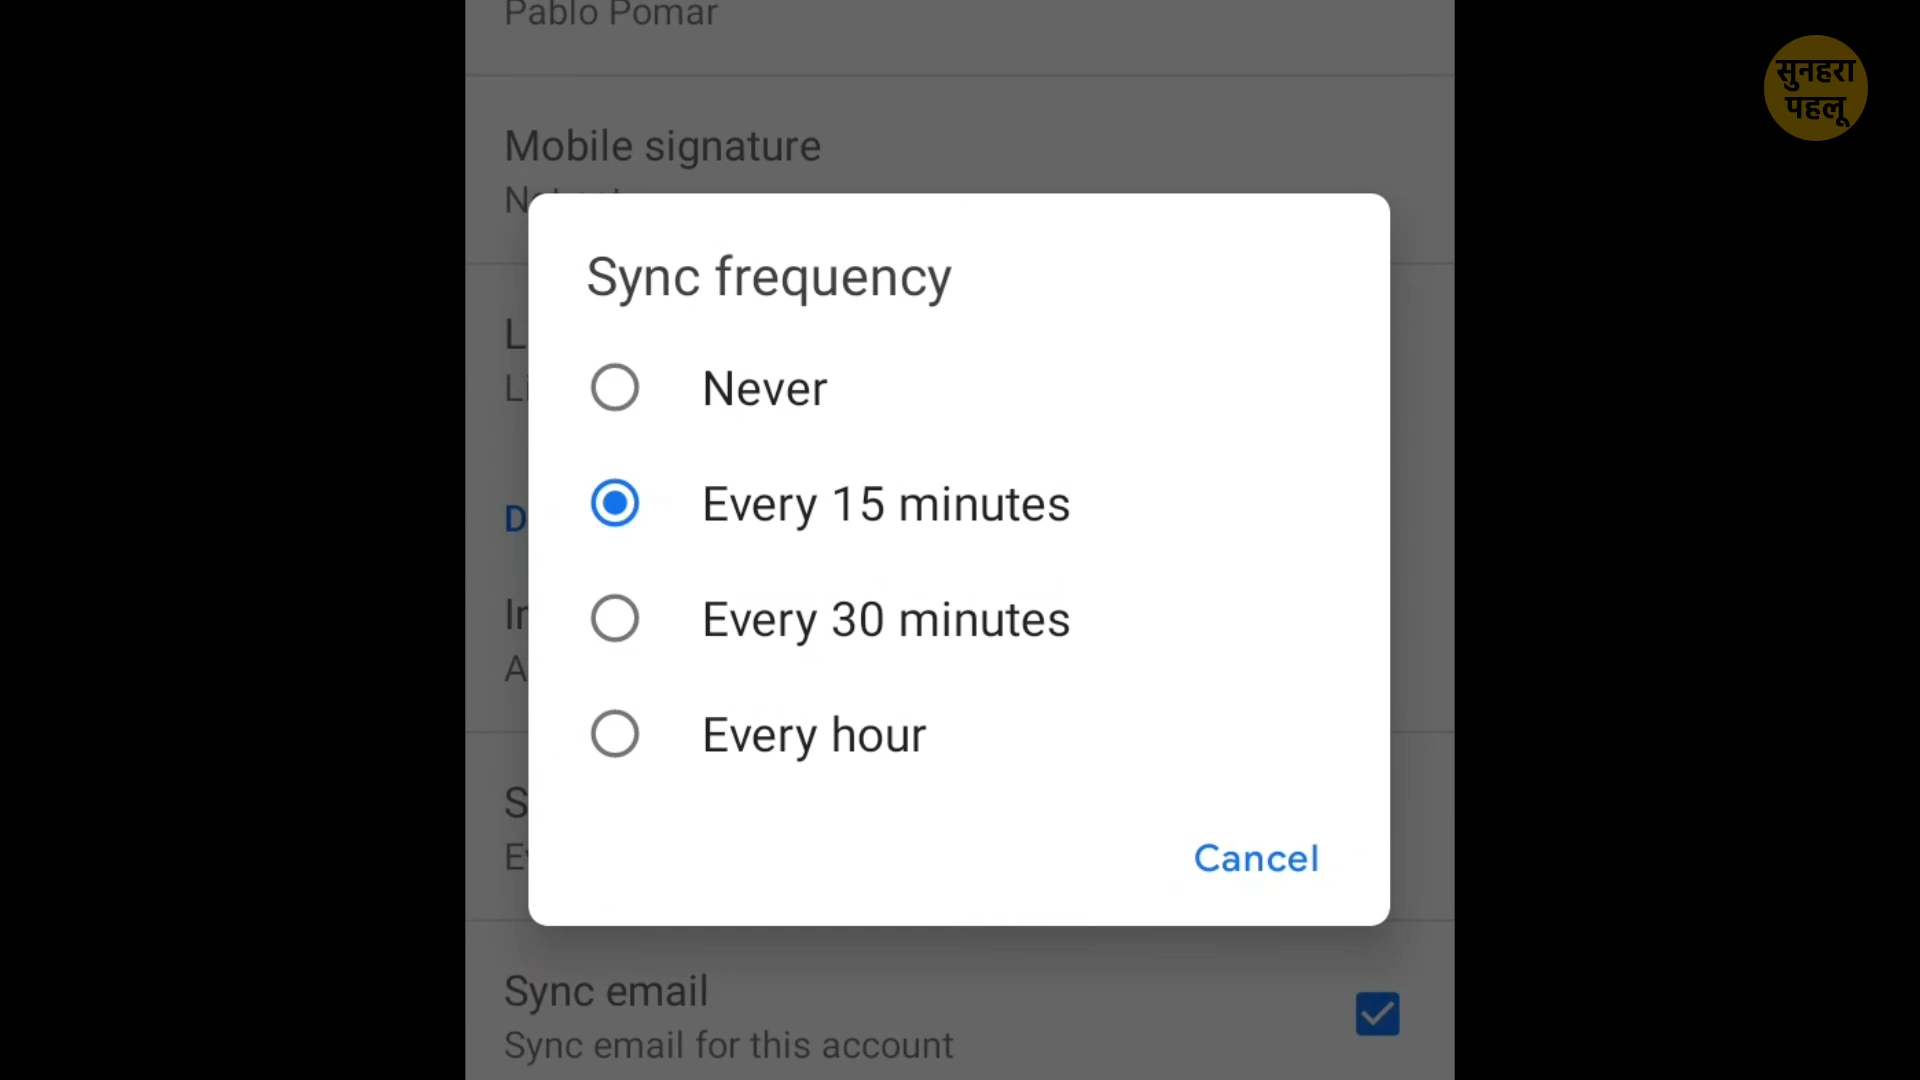 Pablo Pomar
सुनहरा
पहलू
Mobile signature
Sync frequency
Never
Every 15 minutes
Every 30 minutes
Every hour
Cancel
Sync email
Sync email for this account